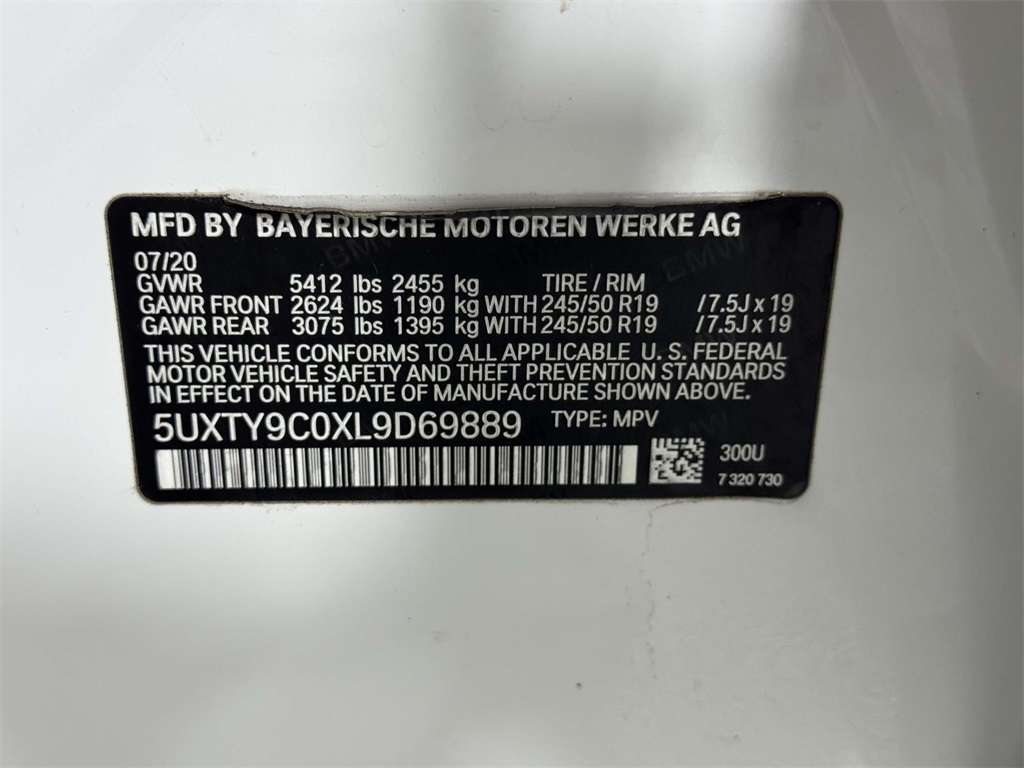 MFD BY BAYERISCHE MOTOREN WERKE AG
07/20
GVWR 5412 lbs 2455 kg TIRE / RIM
GAWR FRONT 2624 lbs 1190 kg WITH 245/50 R19 /7.5J x 19
GAWR REAR 3075 lbs 1395 kg WITH 245/50 R19 /7.5J x 19
THIS VEHICLE CONFORMS TO ALL APPLICABLE U. S. FEDERAL
MOTOR VEHICLE SAFETY AND THEFT PREVENTION STANDARDS
IN EFFECT ON THE DATE OF MANUFACTURE SHOWN ABOVE.
5UXTY9C0XL9D69889 TYPE: MPV
300U
7 320 730
BMW
BMW